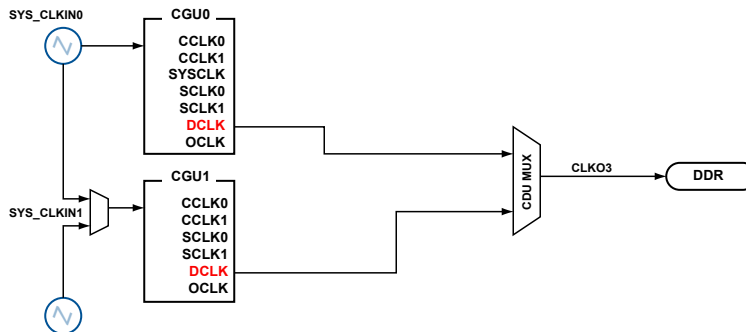 SYS_CLKIN0
CGU0
CCLK0
CCLK1
SYSCLK
SCLK0
SCLK1
DCLK
OCLK
CDU MUX
CLKO3
DDR
SYS_CLKIN1
CGU1
CCLK0
CCLK1
SCLK0
SCLK1
DCLK
OCLK